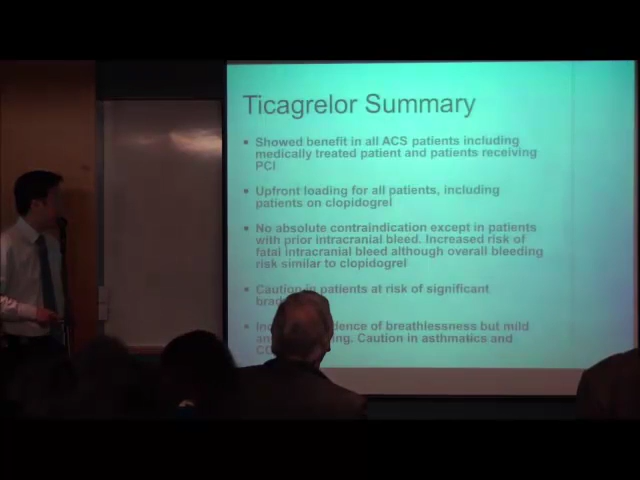 Ticagrelor Summary
Showed benefit in all ACS patients including
medically treated patient and patients receiving
PCI
Upfront loading for all patients, including
patients on clopidogrel
No absolute contraindication except in patients
with prior intracranial bleed. Increased risk of
fatal intracranial bleed although overall bleeding
risk similar to clopidogrel
Caution in patients at risk of significant
of breathlessness but mild
Caution in asthmatics and